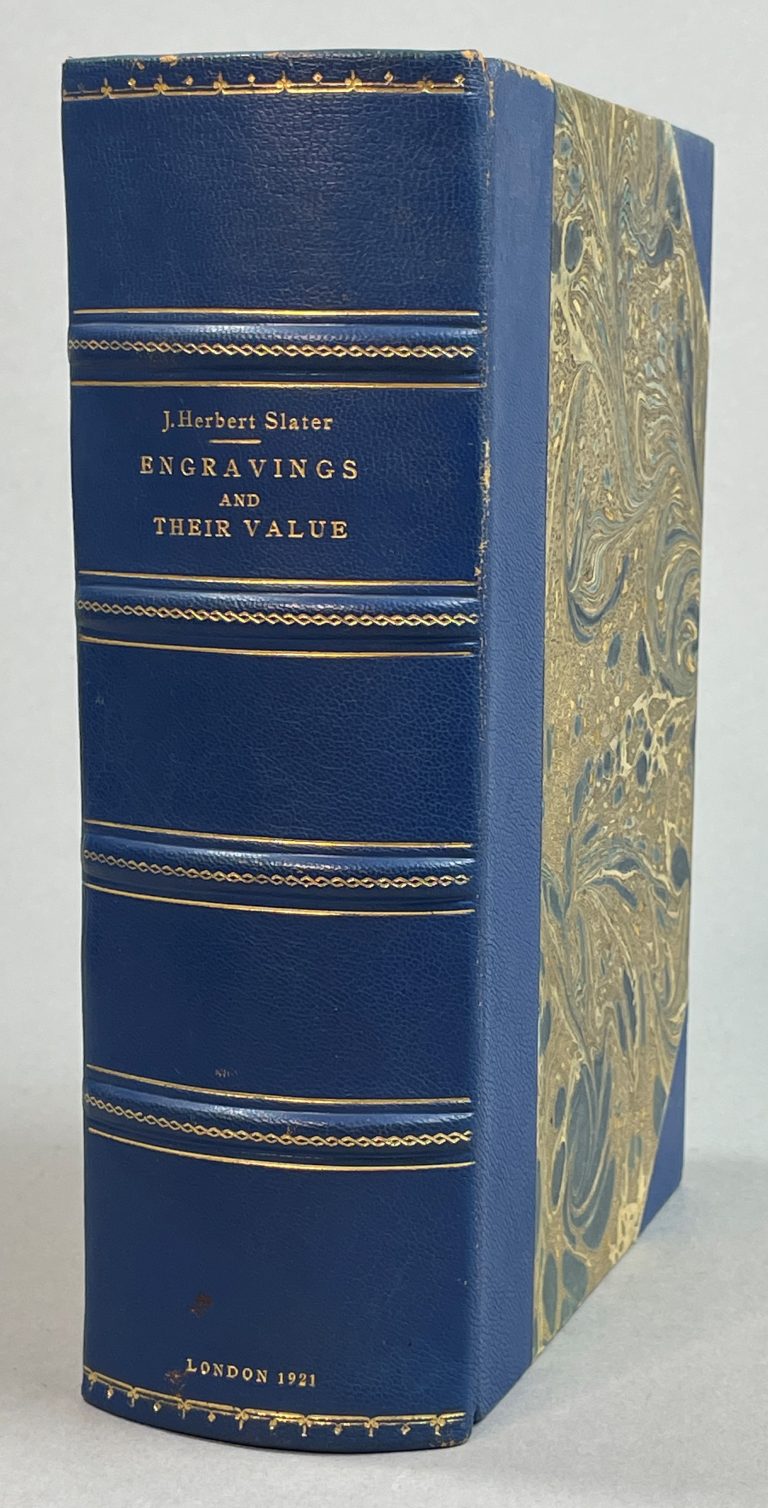 J. Herbert Slater
ENGRAVINGS
AND
THEIR VALUE
LONDON 1921